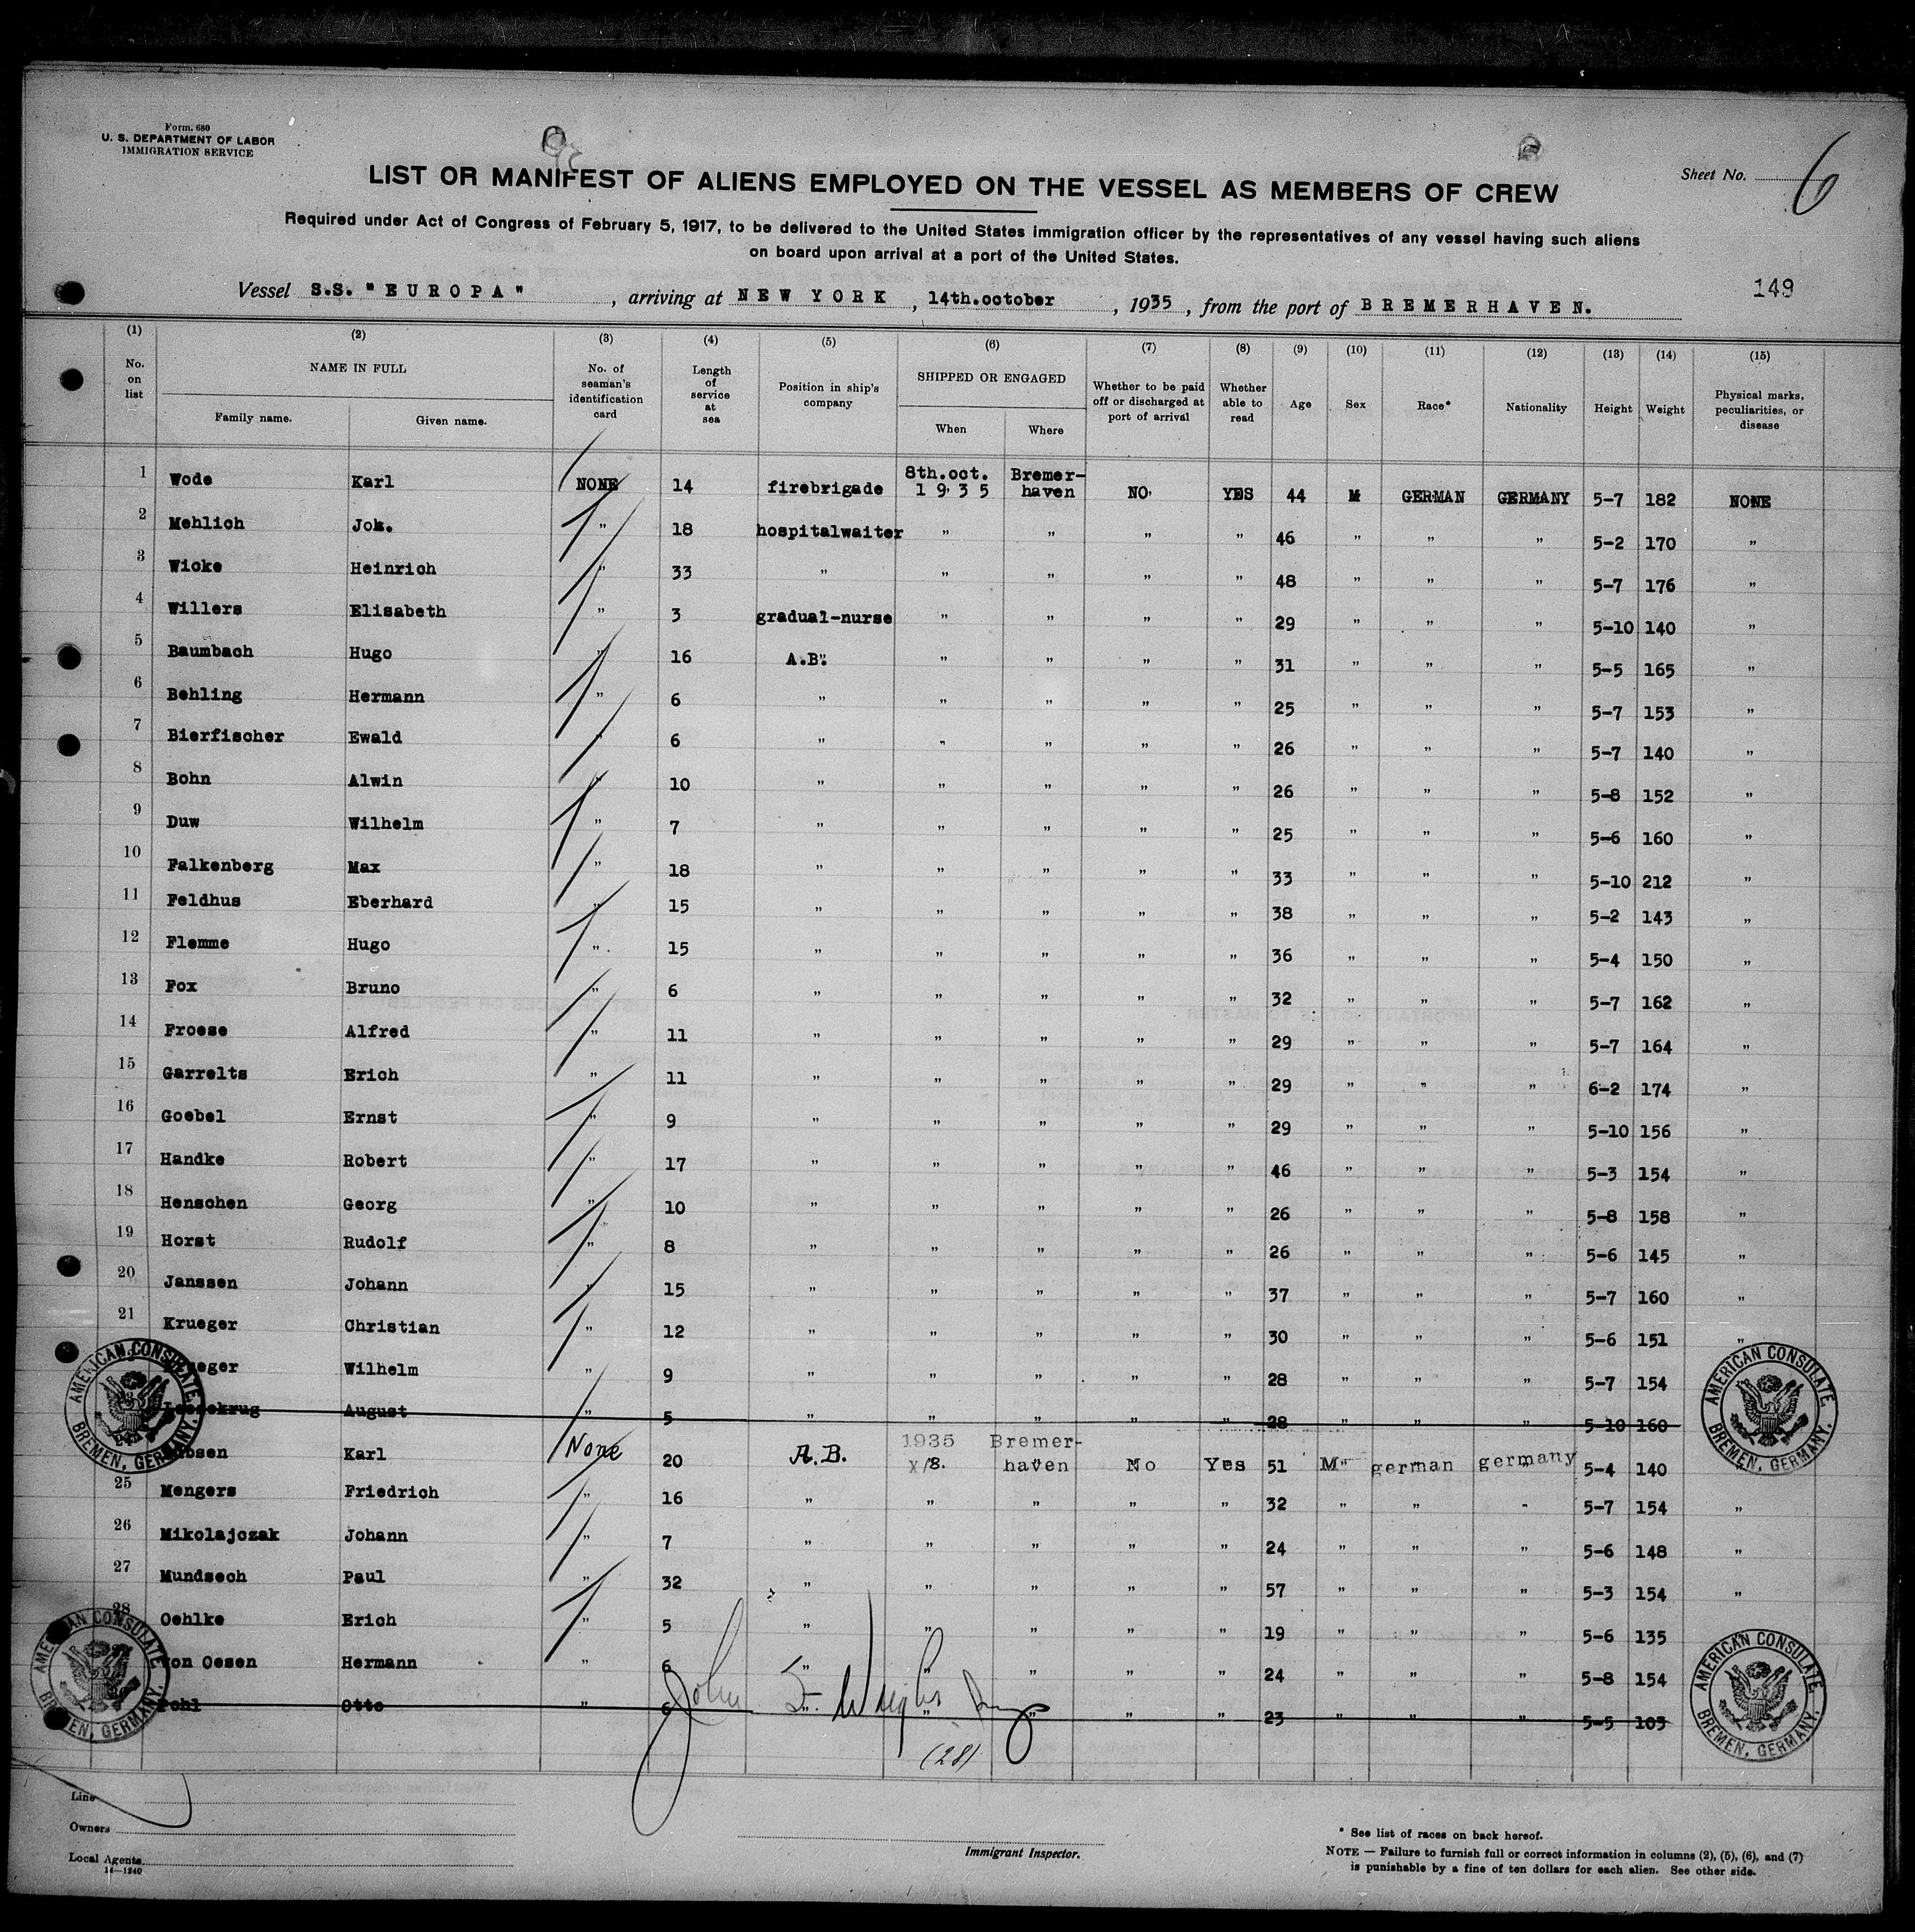 Form. 680
U. S. DEPARTMENT OF LABOR
IMMIGRATION SERVICE
LIST OR MANIFEST OF ALIENS EMPLOYED ON THE VESSEL AS MEMBERS OF CREW
Sheet No. 6
Required under Act of Congress of February 5, 1917, to be delivered to the United States immigration officer by the representatives of any vessel having such aliens
on board upon arrival at a port of the United States.
149
Vessel S.S. "EUROPA", arriving at NEW YORK, 14th.october, 1935, from the port of BREMERHAVEN.
(1) (2) (3) (4) (5) (6) (7) (8) (9) (10) (11) (12) (13) (14) (15)
No. on list NAME IN FULL Family name. Given name. No. of seaman's identification card Length of service at sea Position in ship's company SHIPPED OR ENGAGED When Where Whether to be paid off or discharged at port of arrival Whether able to read Age Sex Race* Nationality Height Weight Physical marks, peculiarities, or disease
1 Wode Karl NONE 14 firebrigade 8th.oct. 1935 Bremer-haven NO YES 44 M GERMAN GERMANY 5-7 182 NONE
2 Mehlich Joh. " 18 hospitalwaiter " " " " 46 " " " 5-2 170 "
3 Wicke Heinrich " 33 " " " " " 48 " " " 5-7 176 "
4 Willers Elisabeth " 3 gradual-nurse " " " " 29 " " " 5-10 140 "
5 Baumbach Hugo " 16 A.B. " " " " 31 " " " 5-5 165 "
6 Behling Hermann " 6 " " " " " 25 " " " 5-7 153 "
7 Bierfischer Ewald " 6 " " " " " 26 " " " 5-7 140 "
8 Bohn Alwin " 10 " " " " " 26 " " " 5-8 152 "
9 Duw Wilhelm " 7 " " " " " 25 " " " 5-6 160 "
10 Falkenberg Max " 18 " " " " " 33 " " " 5-10 212 "
11 Feldhus Eberhard " 15 " " " " " 38 " " " 5-2 143 "
12 Flemme Hugo " 15 " " " " " 36 " " " 5-4 150 "
13 Fox Bruno " 6 " " " " " 32 " " " 5-7 162 "
14 Froese Alfred " 11 " " " " " 29 " " " 5-7 164 "
15 Garrelts Erich " 11 " " " " " 29 " " " 6-2 174 "
16 Goebel Ernst " 9 " " " " " 29 " " " 5-10 156 "
17 Handke Robert " 17 " " " " " 46 " " " 5-3 154 "
18 Henschen Georg " 10 " " " " " 26 " " " 5-8 158 "
19 Horst Rudolf " 8 " " " " " 26 " " " 5-6 145 "
20 Janssen Johann " 15 " " " " " 37 " " " 5-7 160 "
21 Krueger Christian " 12 " " " " " 30 " " " 5-6 151 "
Wilhelm " 9 " " " " " 28 " " " 5-7 154
August " 5 " " " " " 28 " " " 5-10 160
Karl None 20 A.B. 1935 X/8. Bremer-haven No Yes 51 M german germany 5-4 140
25 Mengers Friedrich " 16 " " " " " 32 " " " 5-7 154 "
26 Mikolajczak Johann " 7 " " " " " 24 " " " 5-6 148 "
27 Mundsech Paul " 32 " " " " " 57 " " " 5-3 154 "
28 Oehlke Erich " 5 " " " " " 19 " " " 5-6 135
von Oesen Hermann " 6 " " " " " 24 " " " 5-8 154
Pohl Otto " 6 " " " " " 23 " " " 5-5 103
AMERICAN CONSULATE. BREMEN, GERMANY.
AMERICAN CONSULATE. BREMEN, GERMANY.
AMERICAN CONSULATE. BREMEN, GERMANY.
AMERICAN CONSULATE. BREMEN, GERMANY.
John
(28)
Line
Owners
Local Agents
14-1240
Immigrant Inspector.
* See list of races on back hereof.
NOTE — Failure to furnish full or correct information in columns (2), (5), (6), and (7)
is punishable by a fine of ten dollars for each alien. See other side.